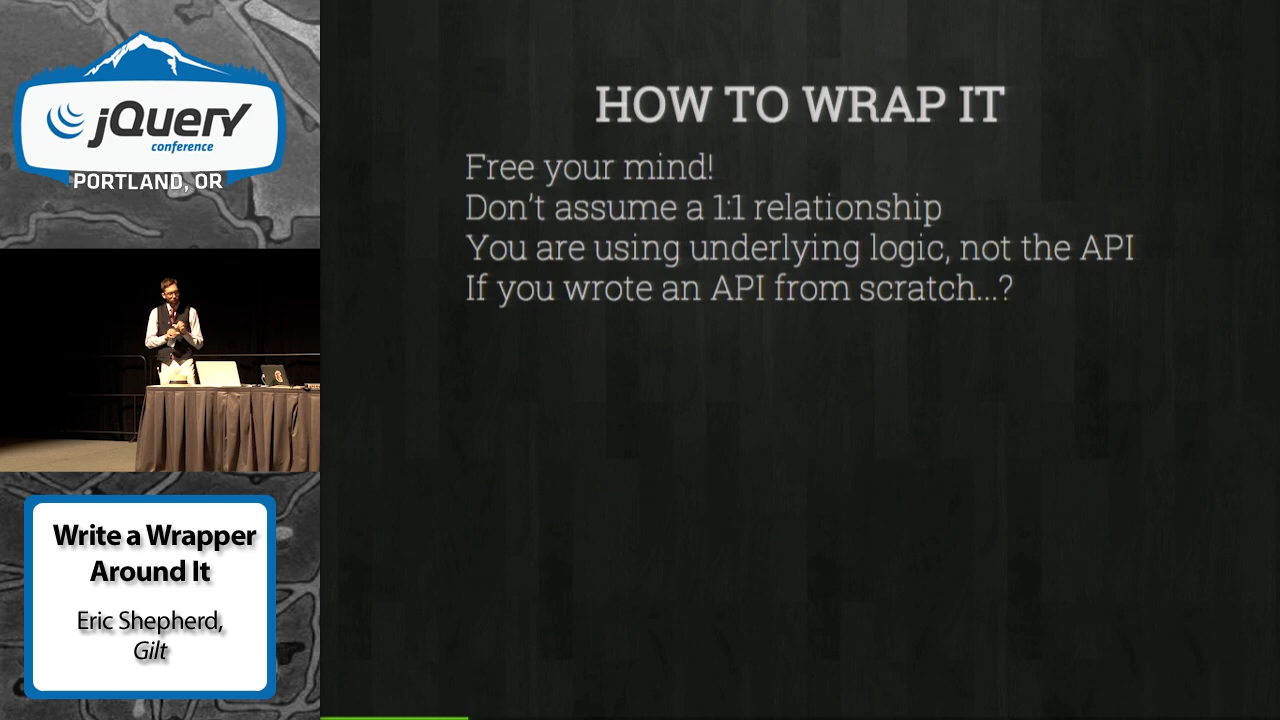 jQuery
conference
PORTLAND, OR
Write a Wrapper
Around It
Eric Shepherd,
Gilt
HOW TO WRAP IT
Free your mind!
Don't assume a 1:1 relationship
You are using underlying logic, not the API
If you wrote an API from scratch...?